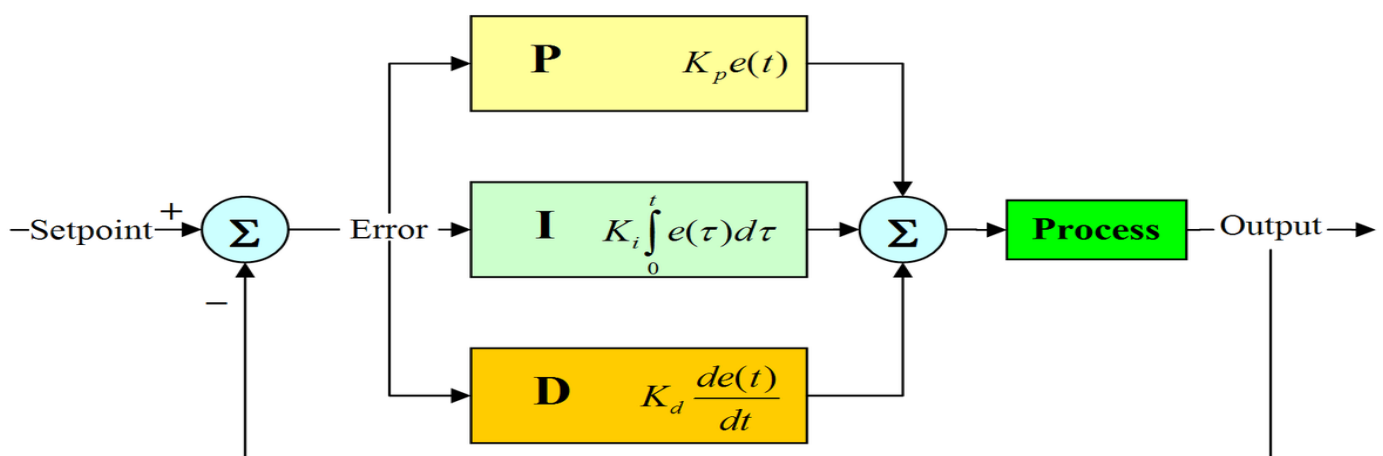 P K_p e(t)
−Setpoint + Σ Error I K_i ∫_0^t e(τ)dτ Σ Process Output
−
D K_d de(t)/dt